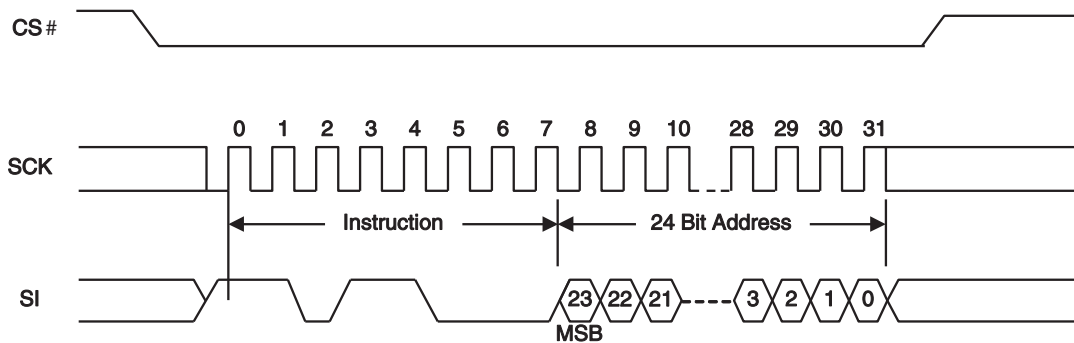 CS #
0 1 2 3 4 5 6 7 8 9 10 28 29 30 31
SCK
Instruction 24 Bit Address
SI 23 22 21 3 2 1 0
MSB